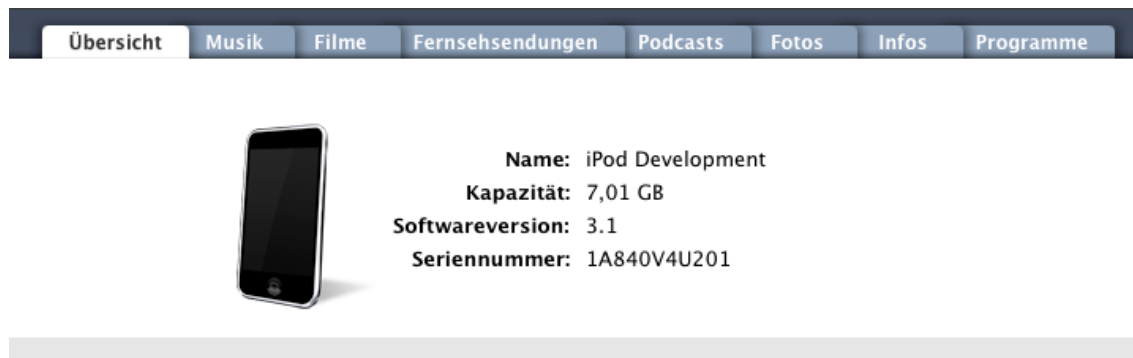 Übersicht Musik Filme Fernsehsendungen Podcasts Fotos Infos Programme
Name: iPod Development
Kapazität: 7,01 GB
Softwareversion: 3.1
Seriennummer: 1A840V4U201